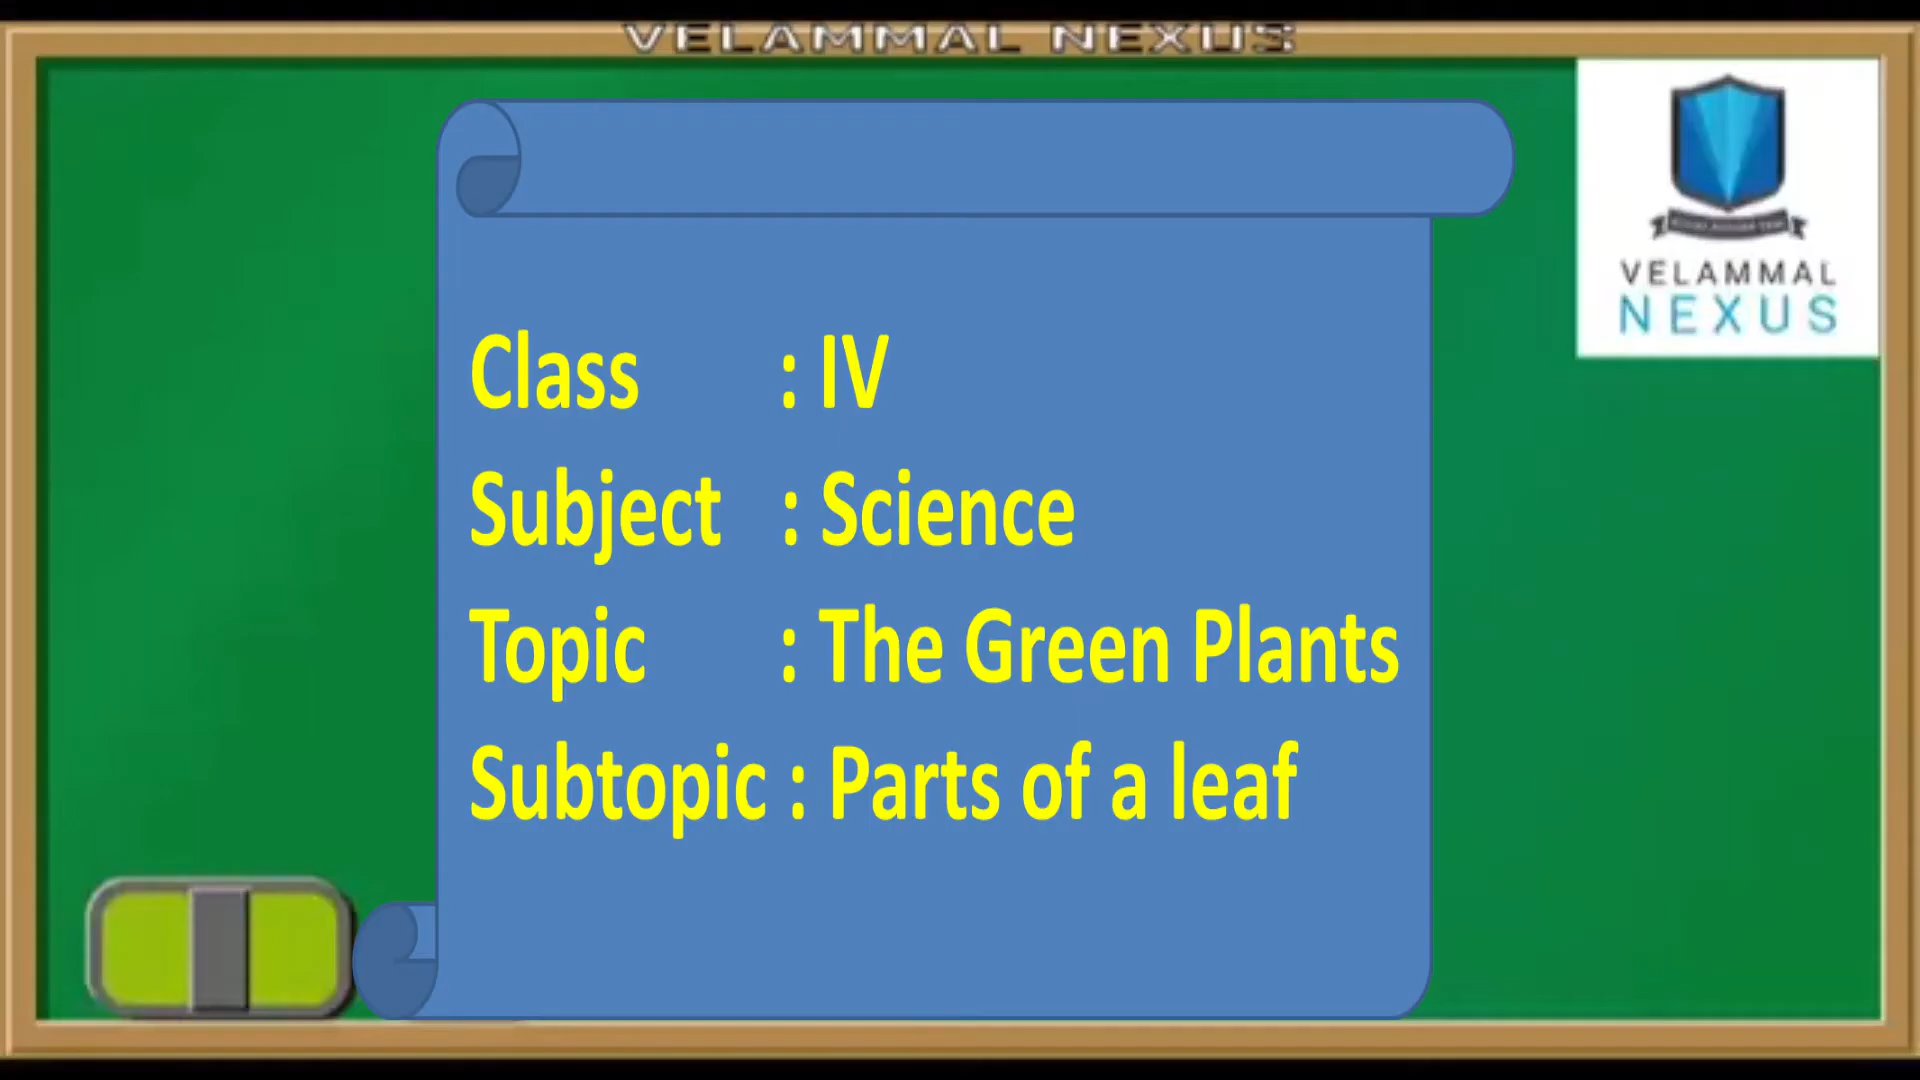 VELAMMAL NEXUS
VELAMMAL
NEXUS
Class : IV
Subject : Science
Topic : The Green Plants
Subtopic : Parts of a leaf